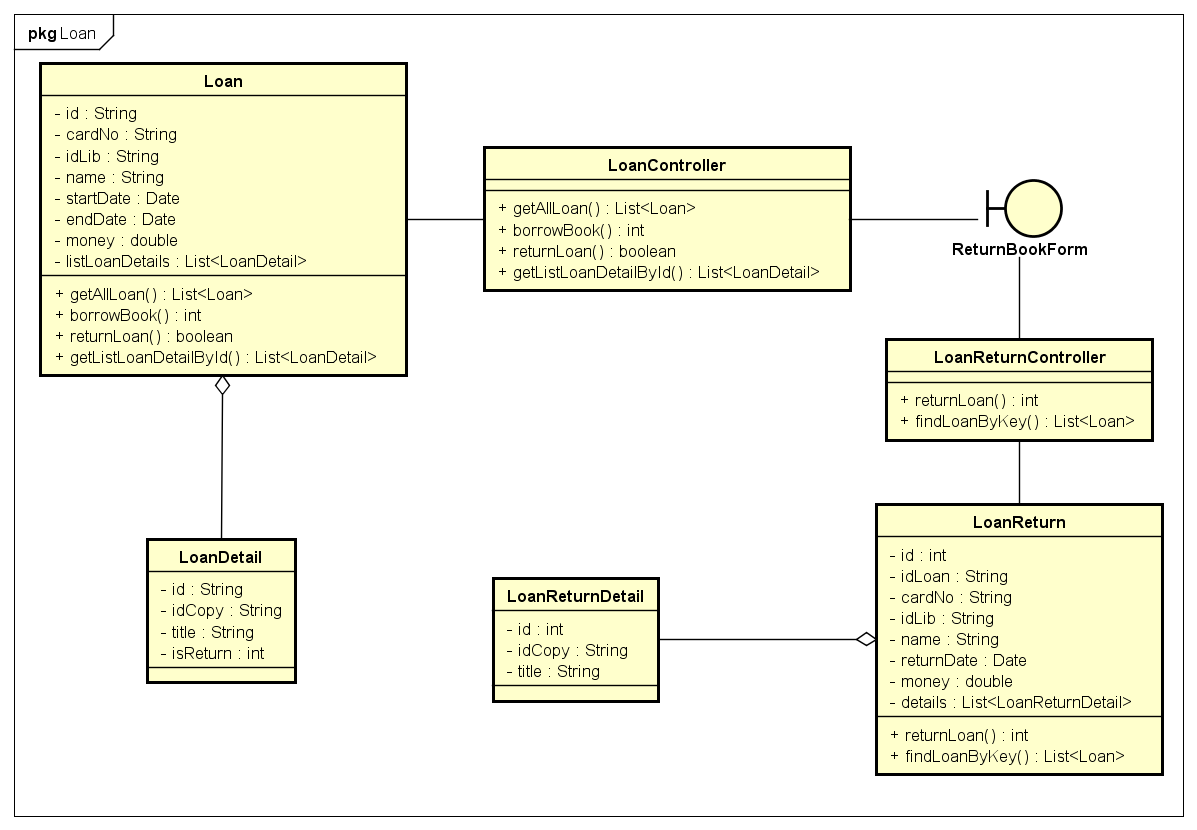 pkg Loan
Loan
- id : String
- cardNo : String
- idLib : String
- name : String
- startDate : Date
- endDate : Date
- money : double
- listLoanDetails : List<LoanDetail>
+ getAllLoan() : List<Loan>
+ borrowBook() : int
+ returnLoan() : boolean
+ getListLoanDetailById() : List<LoanDetail>
LoanController
+ getAllLoan() : List<Loan>
+ borrowBook() : int
+ returnLoan() : boolean
+ getListLoanDetailById() : List<LoanDetail>
ReturnBookForm
LoanReturnController
+ returnLoan() : int
+ findLoanByKey() : List<Loan>
LoanDetail
- id : String
- idCopy : String
- title : String
- isReturn : int
LoanReturnDetail
- id : int
- idCopy : String
- title : String
LoanReturn
- id : int
- idLoan : String
- cardNo : String
- idLib : String
- name : String
- returnDate : Date
- money : double
- details : List<LoanReturnDetail>
+ returnLoan() : int
+ findLoanByKey() : List<Loan>